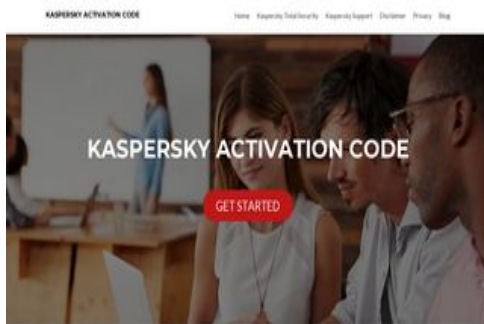 KASPERSKY ACTIVATION CODE
Home Kaspersky Total Security Kaspersky Support Disclaimer Privacy Blog
KASPERSKY ACTIVATION CODE
GET STARTED